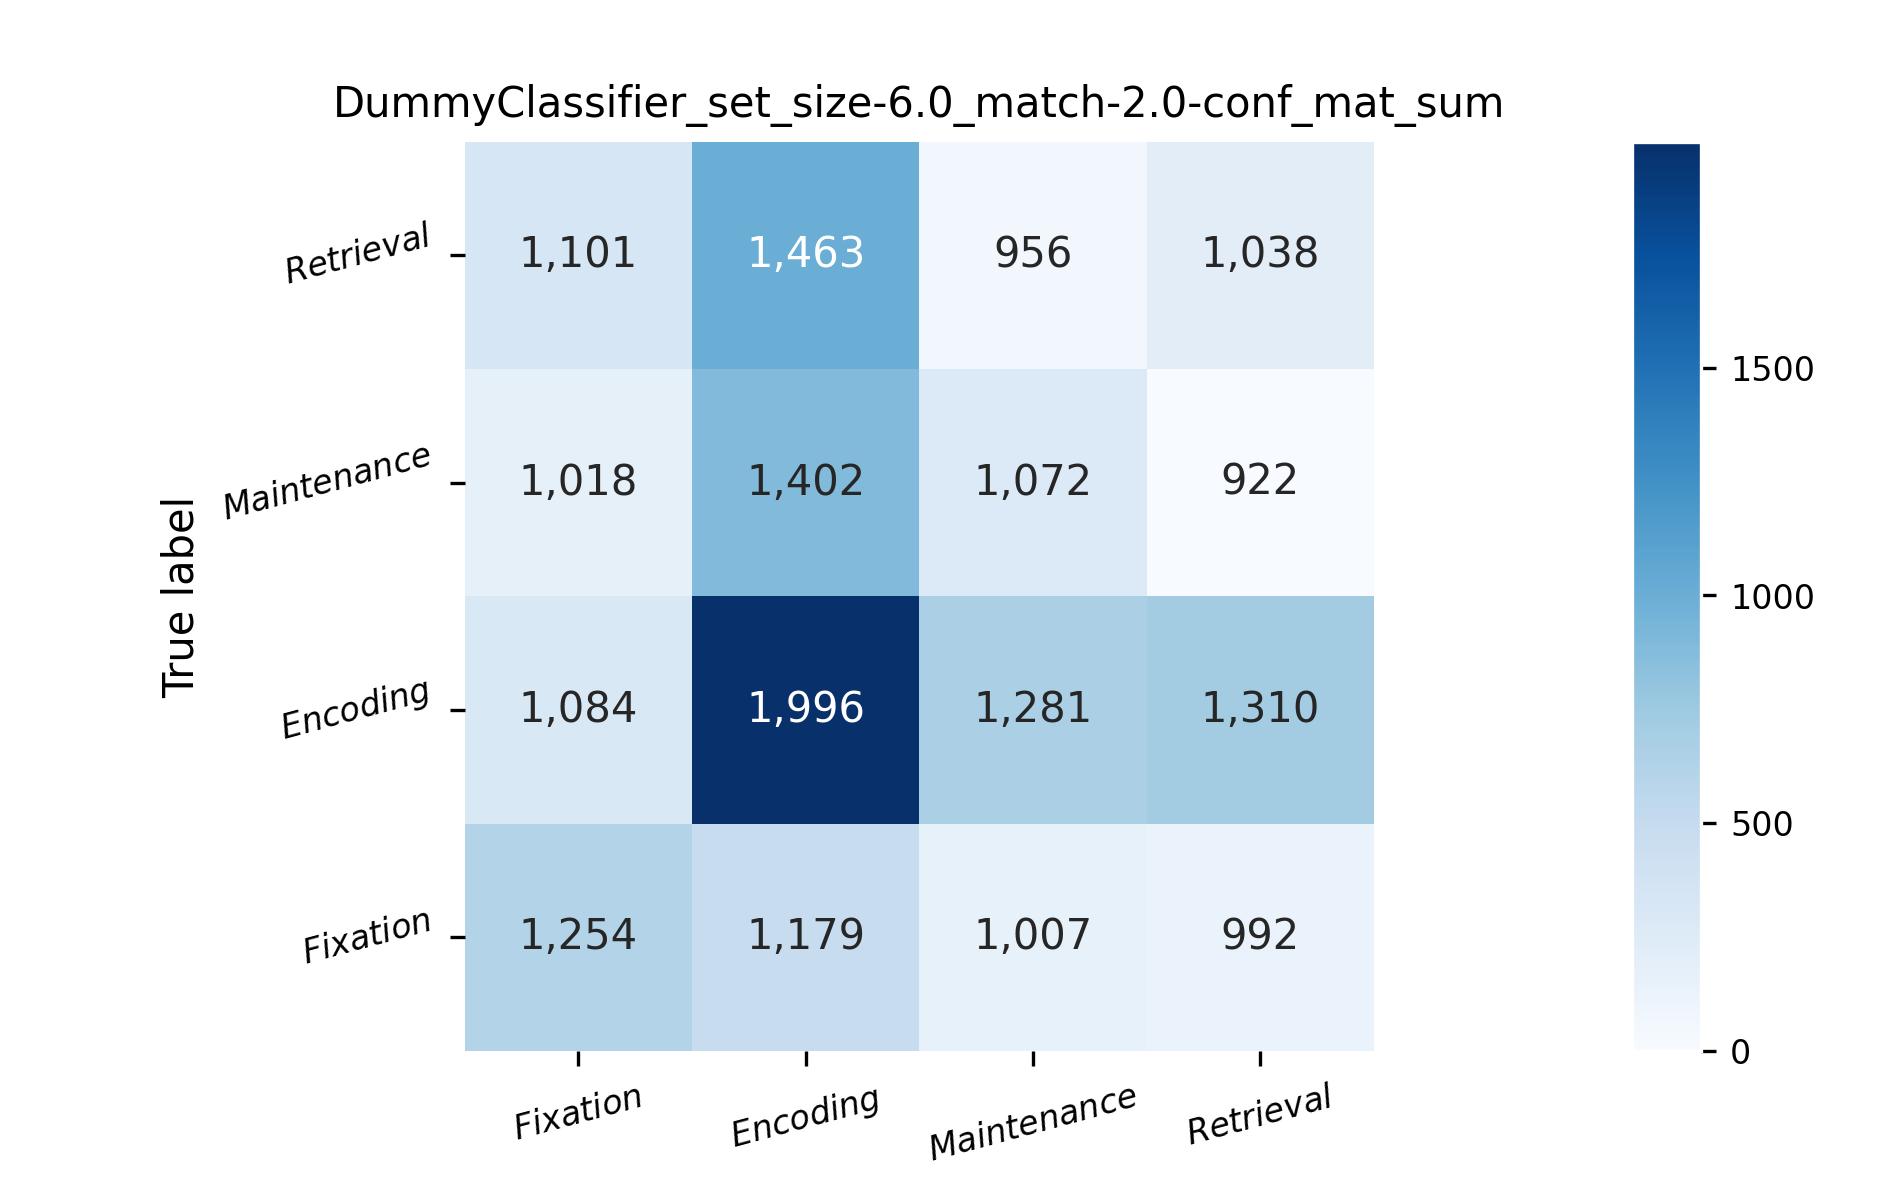 DummyClassifier_set_size-6.0_match-2.0-conf_mat_sum
True label
Retrieval 1,101 1,463 956 1,038
Maintenance 1,018 1,402 1,072 922
Encoding 1,084 1,996 1,281 1,310
Fixation 1,254 1,179 1,007 992
Fixation Encoding Maintenance Retrieval
1500
1000
500
0